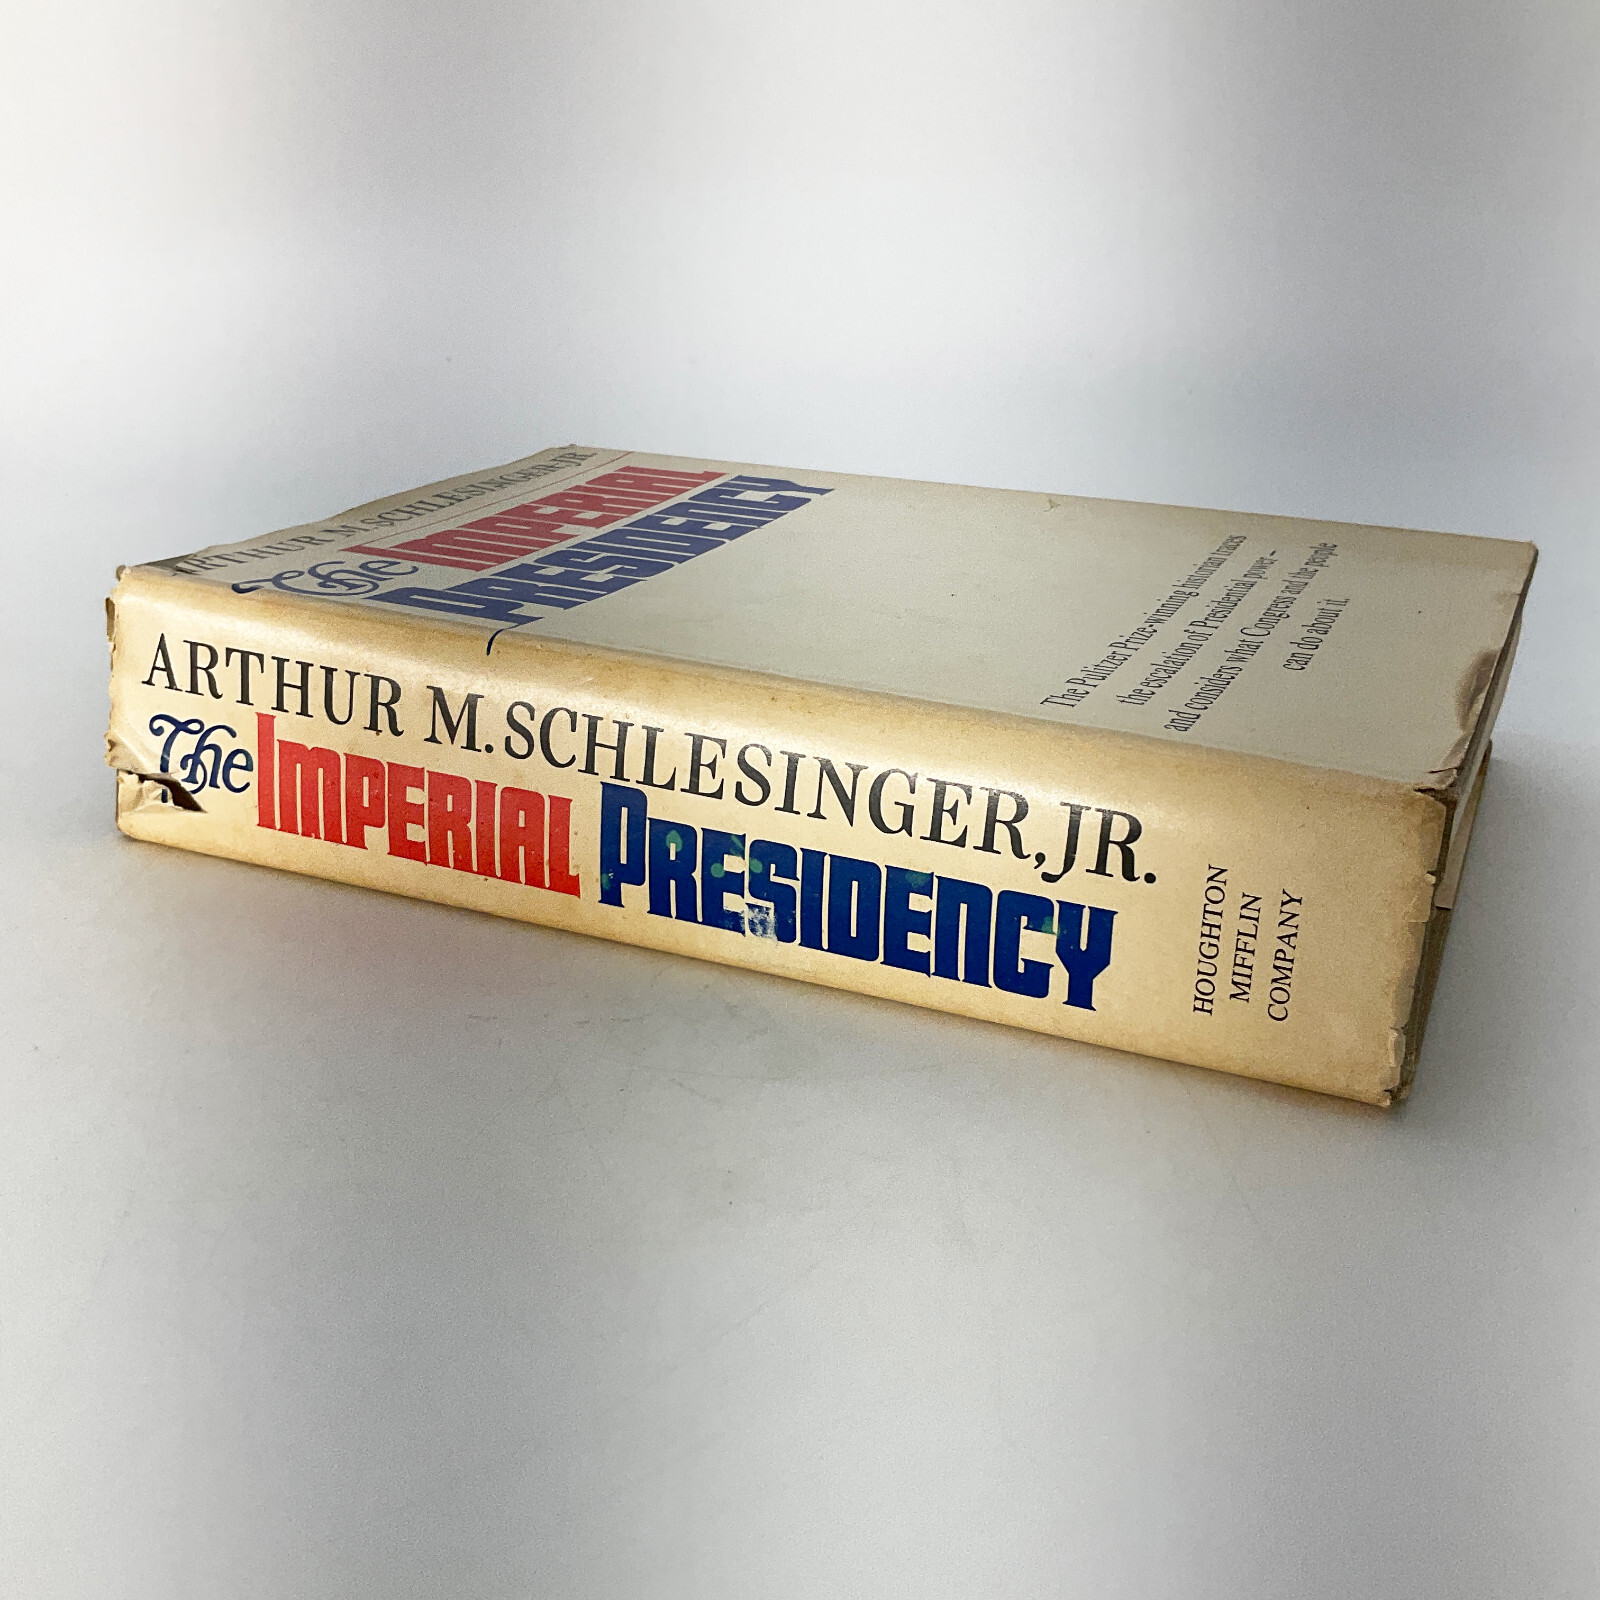 ARTHUR M. SCHLESINGER, JR.
The IMPERIAL
PRESIDENCY
The Pulitzer Prize-winning historian traces
the escalation of Presidential power–
and considers what Congress and the people
can do about it.
ARTHUR M. SCHLESINGER, JR.
The IMPERIAL PRESIDENCY
HOUGHTON
MIFFLIN
COMPANY